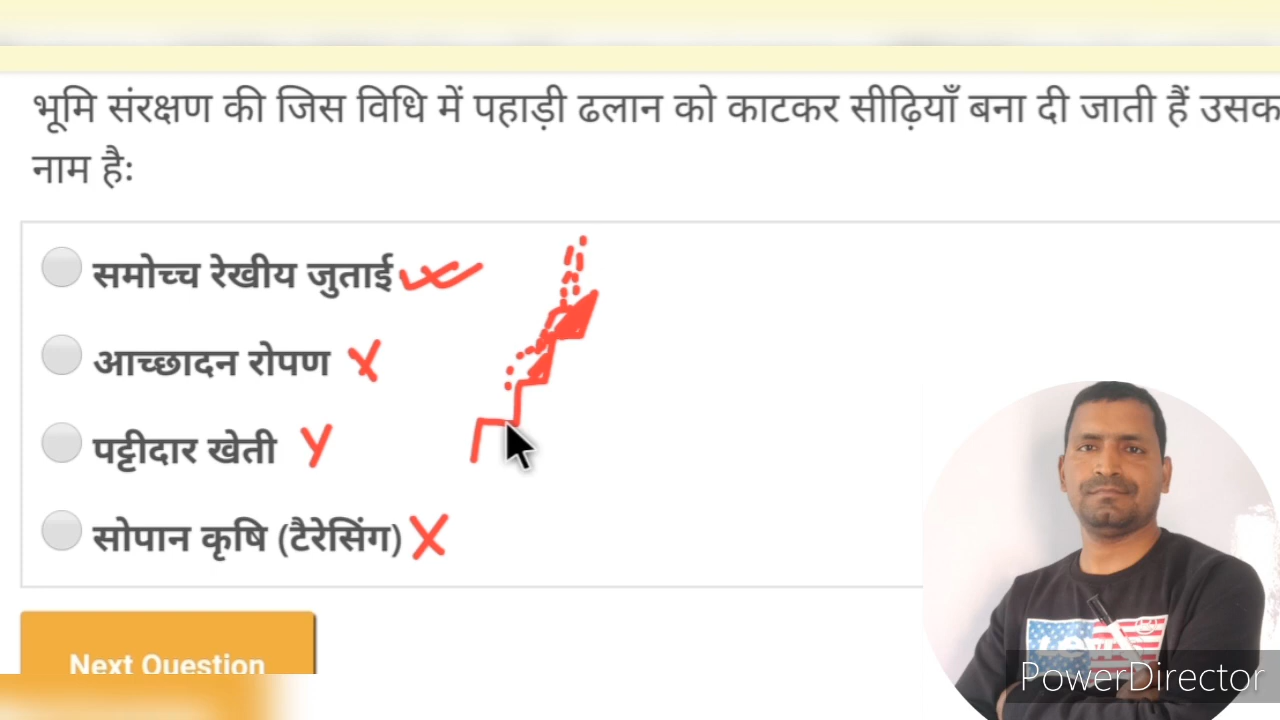 भूमि संरक्षण की जिस विधि में पहाड़ी ढलान को काटकर सीढ़ियाँ बना दी जाती हैं उसक
नाम हैः
समोच्च रेखीय जुताई
आच्छादन रोपण
पट्टीदार खेती
सोपान कृषि (टैरेसिंग)
Next Question
PowerDirector